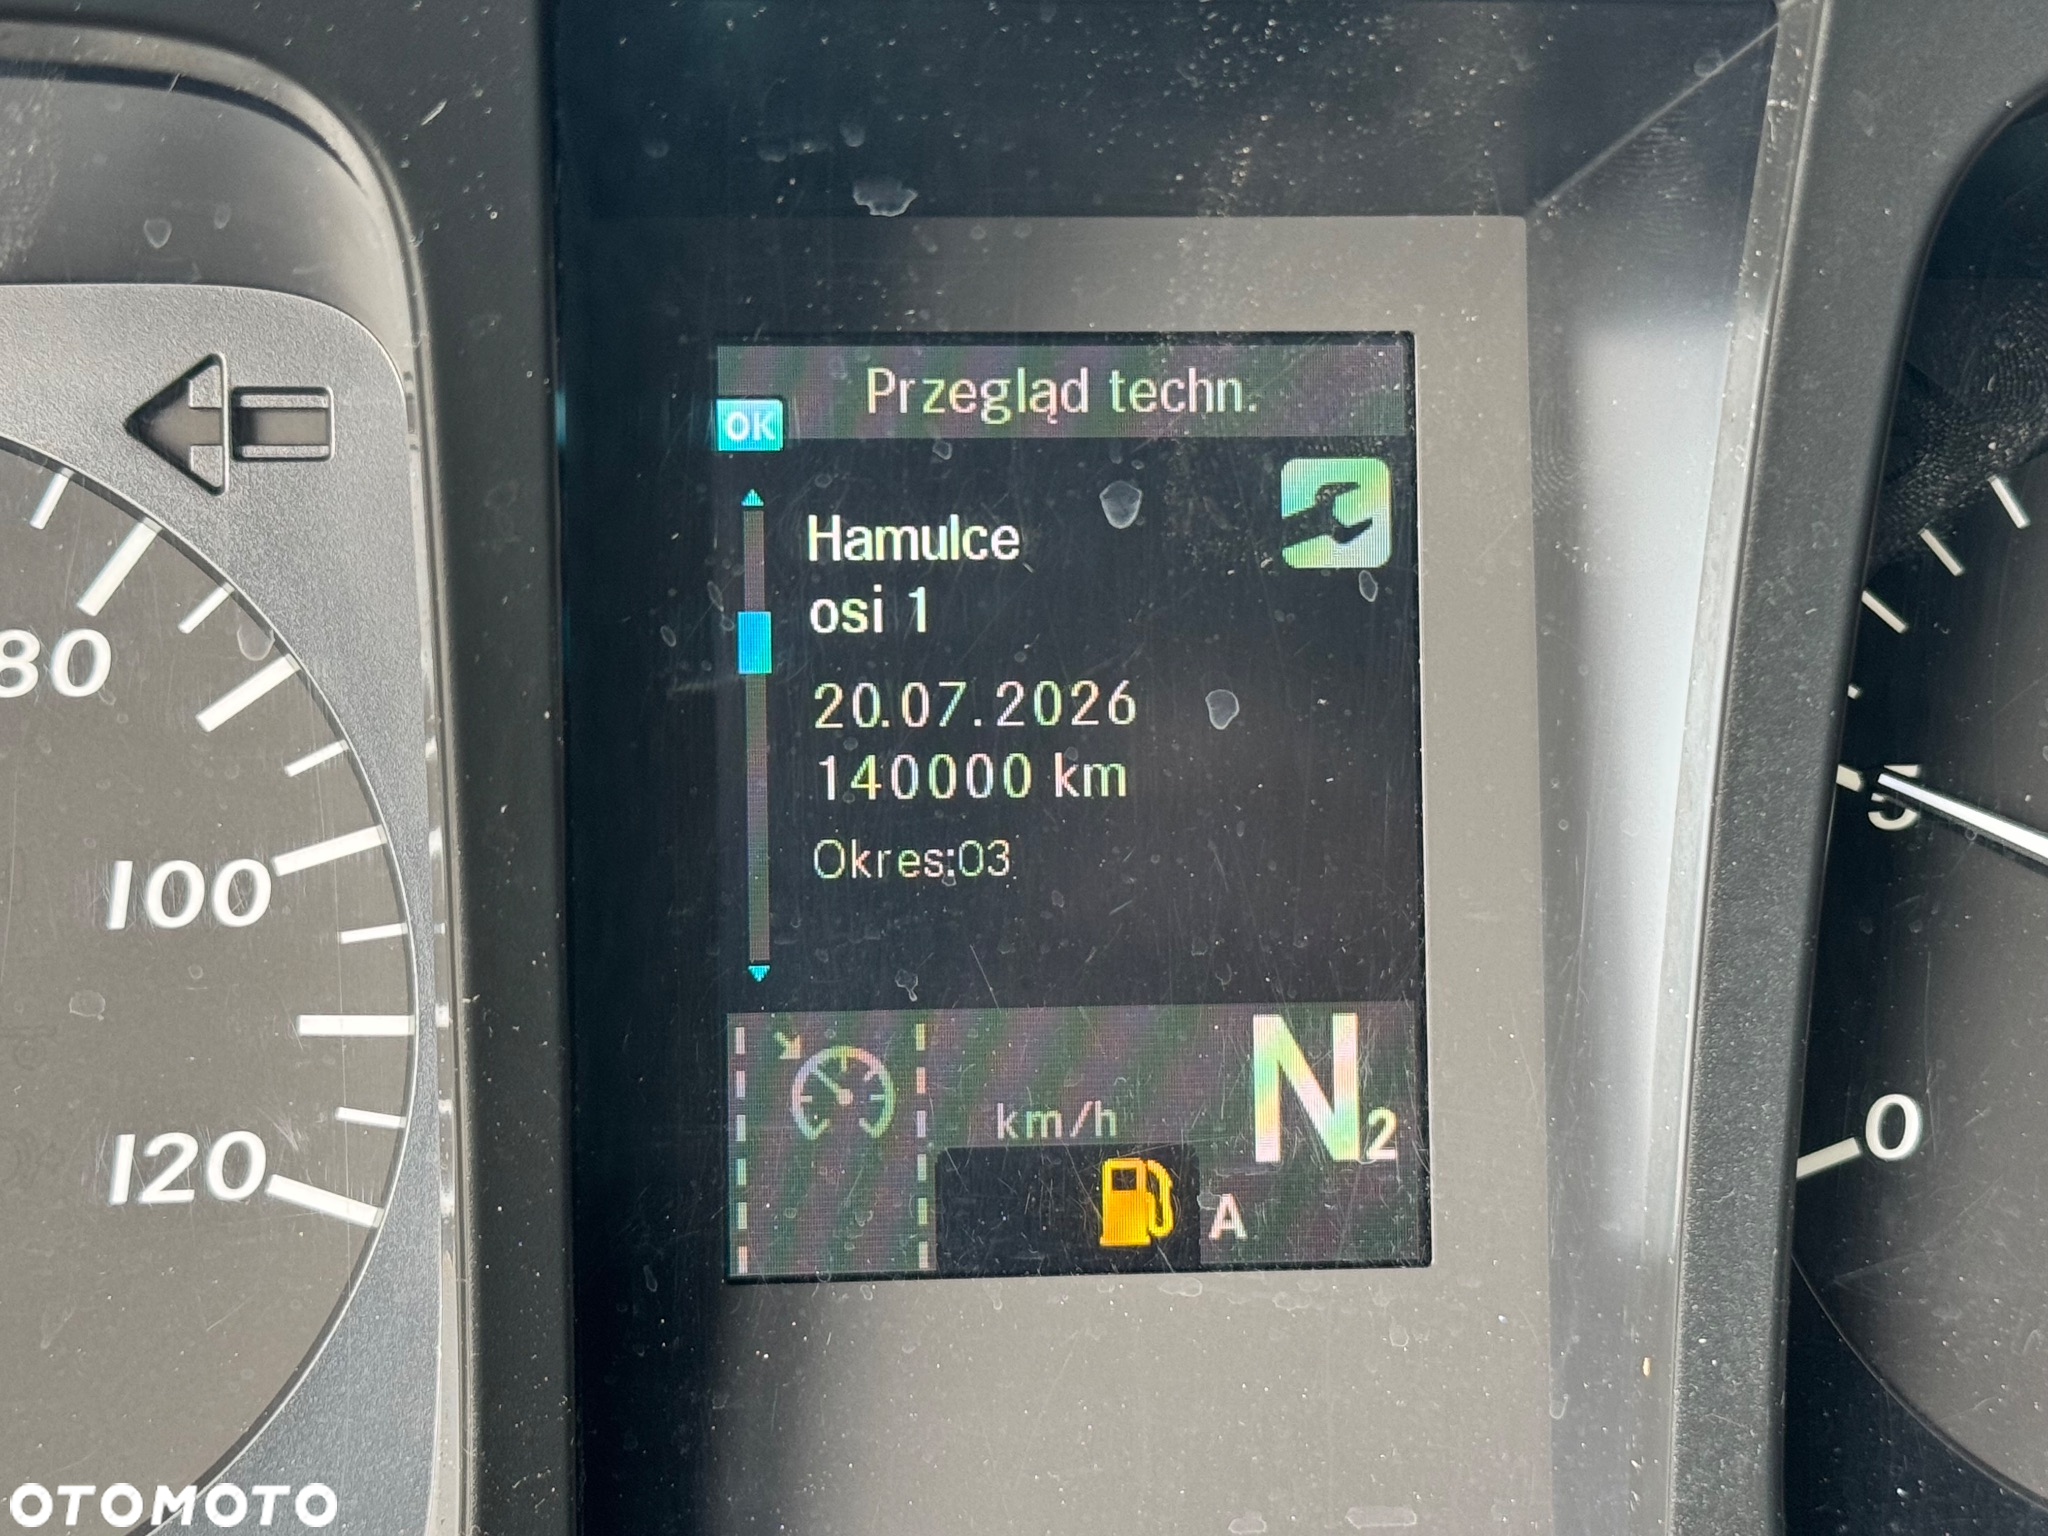 Przegląd techn.
OK
Hamulce
osi 1
20.07.2026
140000 km
Okres:03
80
100
120
km/h
N2
A
5
0
OTOMOTO